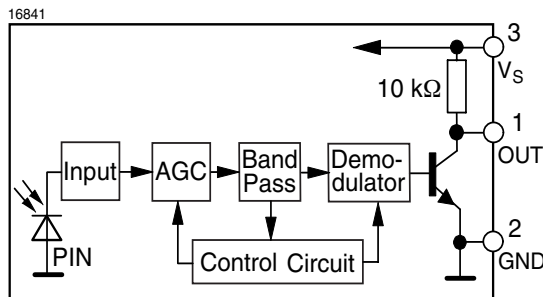 16841
3
V_S
10 kΩ
1
OUT
Input
AGC
Band
Pass
Demo-
dulator
2
GND
PIN
Control Circuit